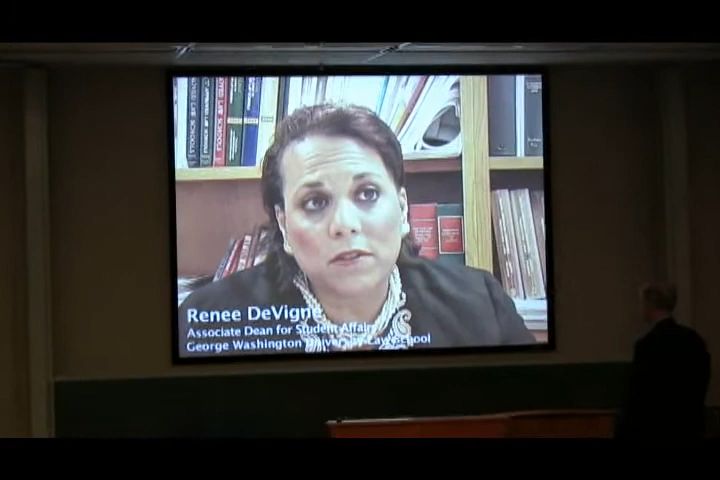 Renee DeVigne
Associate Dean for Student Affairs
George Washington University Law School